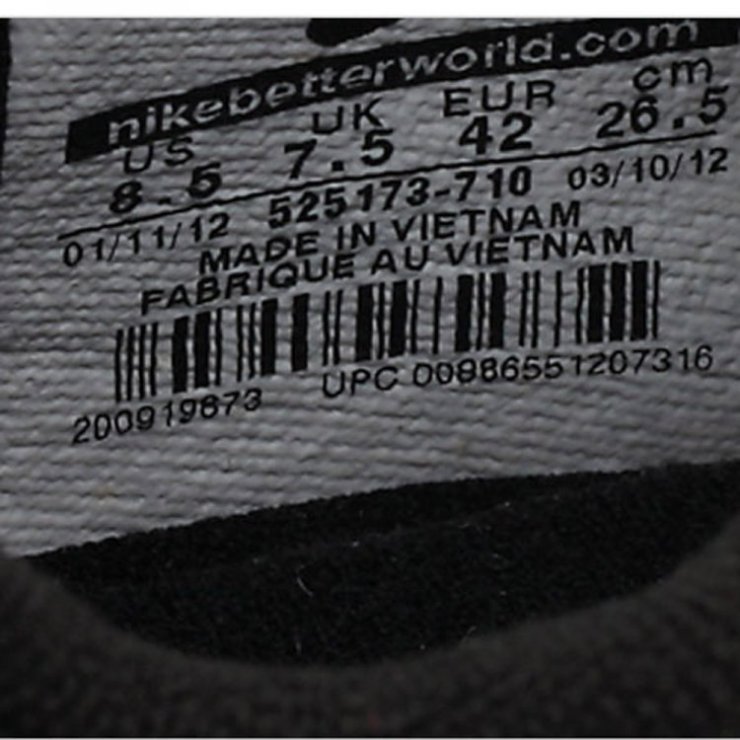 nikebetterworld.com
US UK EUR cm
8.5 7.5 42 26.5
01/11/12 525173-710 03/10/12
MADE IN VIETNAM
FABRIQUE AU VIETNAM
200919673 UPC 00886551207316